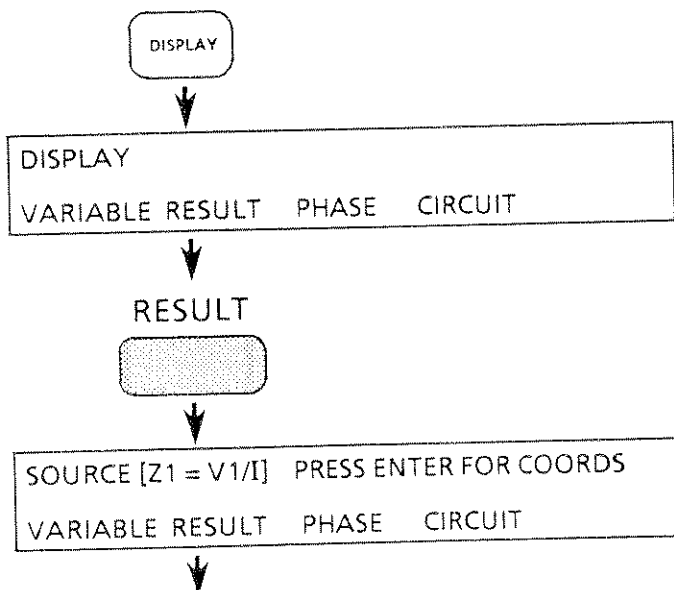 DISPLAY
DISPLAY
VARIABLE RESULT PHASE CIRCUIT
RESULT
SOURCE [Z1 = V1/I] PRESS ENTER FOR COORDS
VARIABLE RESULT PHASE CIRCUIT